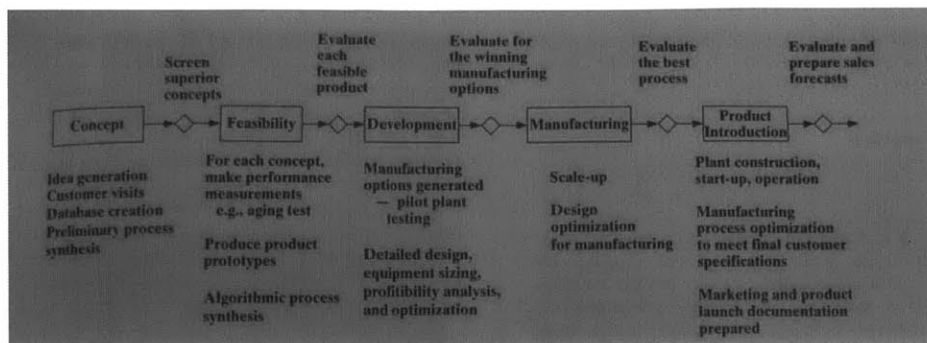 Screen
superior
concepts
Evaluate
each
feasible
product
Evaluate for
the winning
manufacturing
options
Evaluate
the best
process
Evaluate and
prepare sales
forecasts
Concept
Feasibility
Development
Manufacturing
Product
Introduction
Idea generation
Customer visits
Database creation
Preliminary process
synthesis
For each concept,
make performance
measurements
e.g., aging test
Produce product
prototypes
Algorithmic process
synthesis
Manufacturing
options generated
— pilot plant
testing
Detailed design,
equipment sizing,
profitibility analysis,
and optimization
Scale-up
Design
optimization
for manufacturing
Plant construction,
start-up, operation
Manufacturing
process optimization
to meet final customer
specifications
Marketing and product
launch documentation
prepared